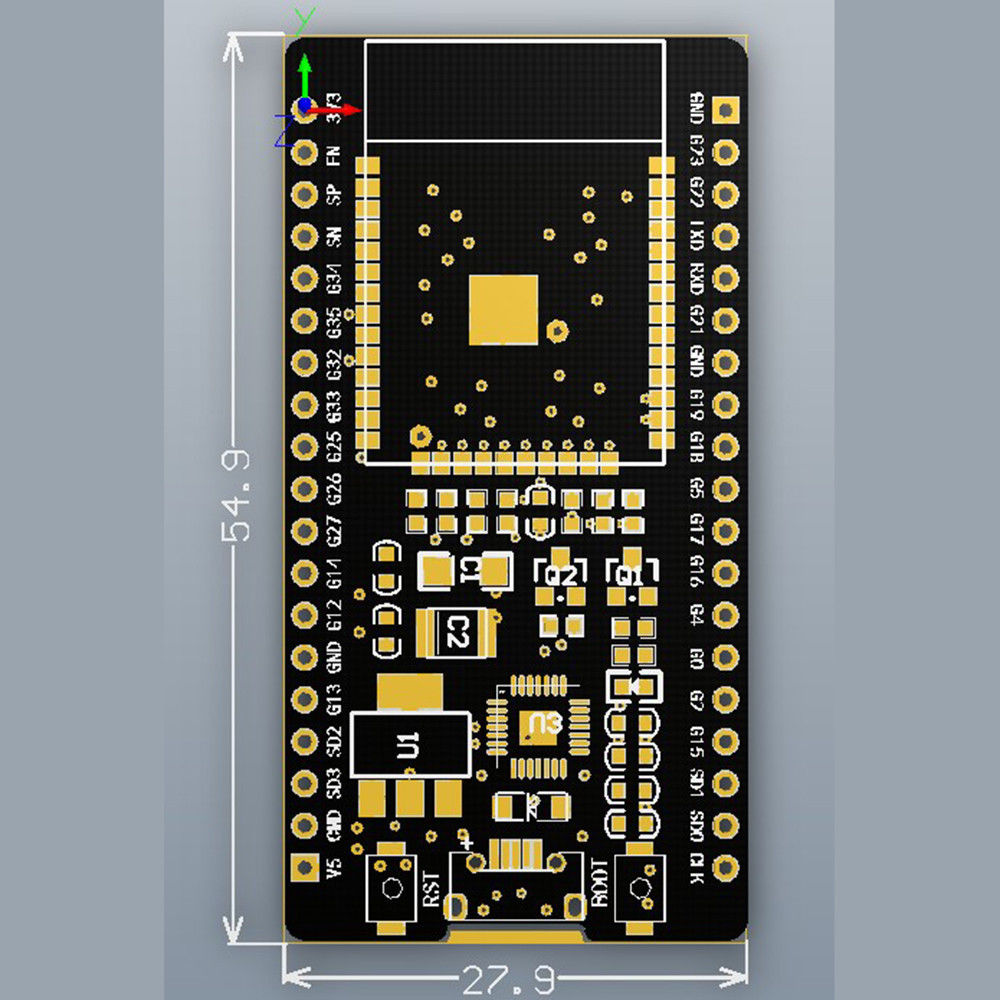 Y
Z
3V3
FN
SP
SN
G34
G35
G32
G33
G25
G26
G27
G14
G12
GND
G13
SD2
SD3
CMD
V5
GND
G23
G22
TXD
RXD
G21
GND
G19
G18
G5
G17
G16
G4
G0
G2
G15
SD1
SD0
CLK
C1
Q2
Q1
C2
U3
U1
+
RST
BOOT
54.9
27.9